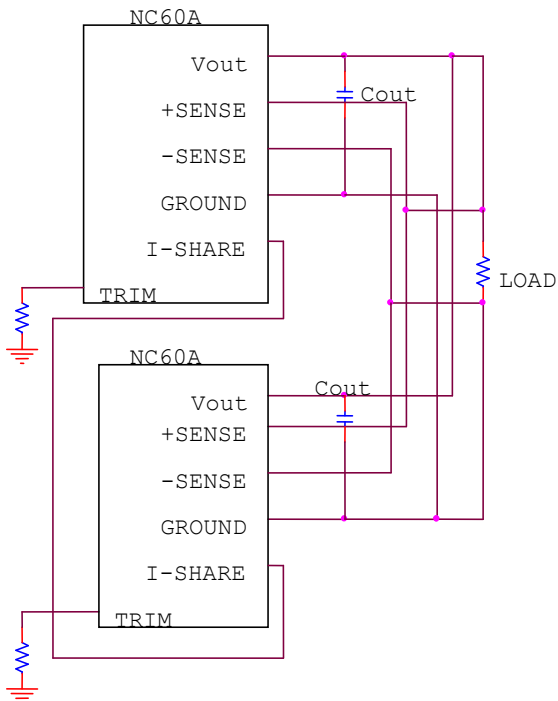 NC60A
Vout
Cout
+SENSE
-SENSE
GROUND
I-SHARE
LOAD
TRIM
NC60A
Cout
Vout
+SENSE
-SENSE
GROUND
I-SHARE
TRIM